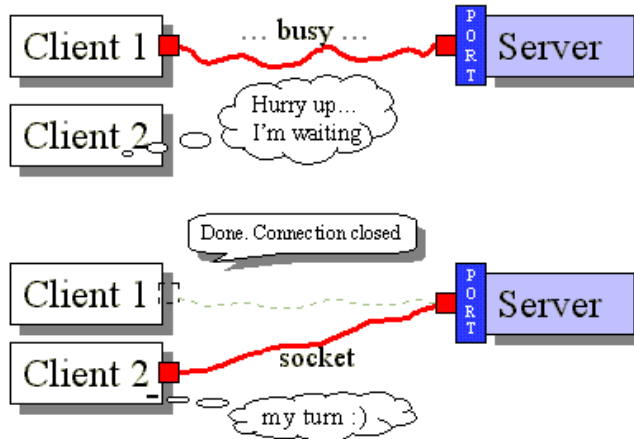 Client 1
... busy ...
PORT
Server
Client 2
Hurry up...
I'm waiting
Done. Connection closed
Client 1
PORT
Server
Client 2
socket
my turn :)